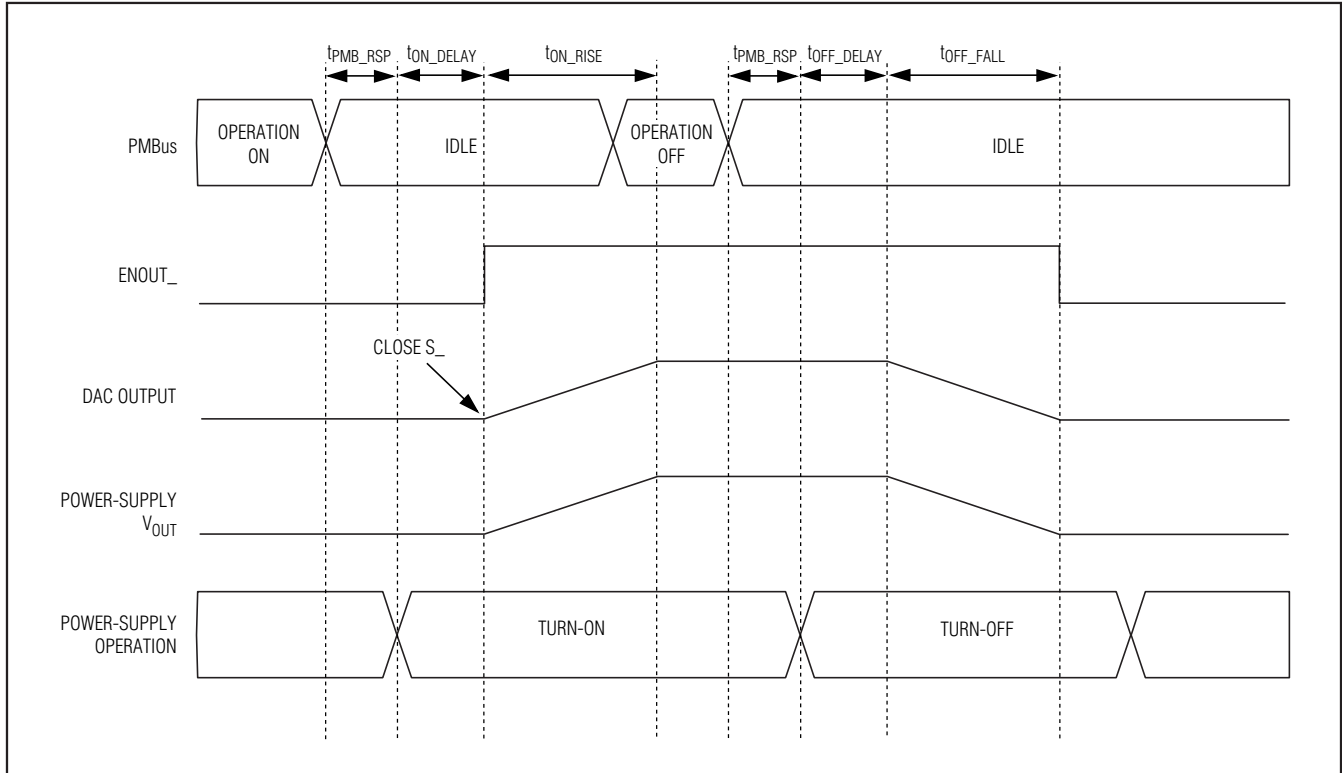 tPMB_RSP tON_DELAY tON_RISE tPMB_RSP tOFF_DELAY tOFF_FALL
PMBus
OPERATION
ON
IDLE
OPERATION
OFF
IDLE
ENOUT_
CLOSE S_
DAC OUTPUT
POWER-SUPPLY
VOUT
POWER-SUPPLY
OPERATION
TURN-ON
TURN-OFF